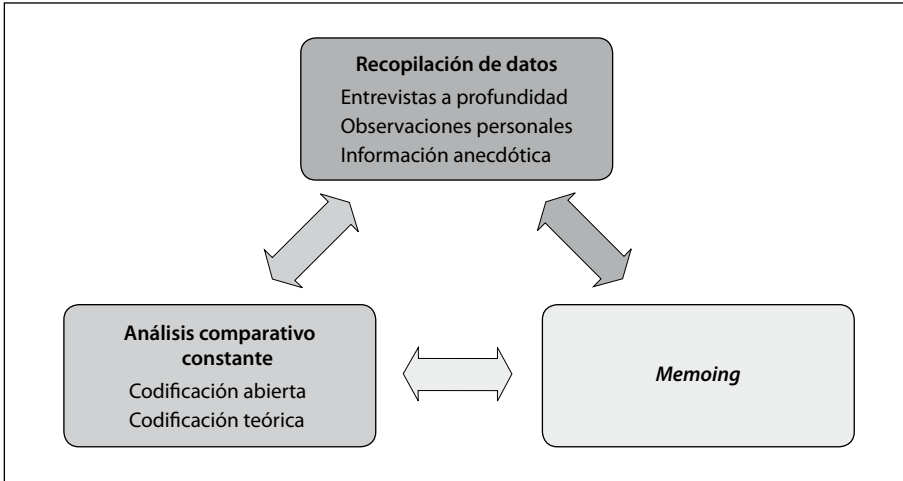 Recopilación de datos
Entrevistas a profundidad
Observaciones personales
Información anecdótica
Análisis comparativo
constante
Codificación abierta
Codificación teórica
Memoing